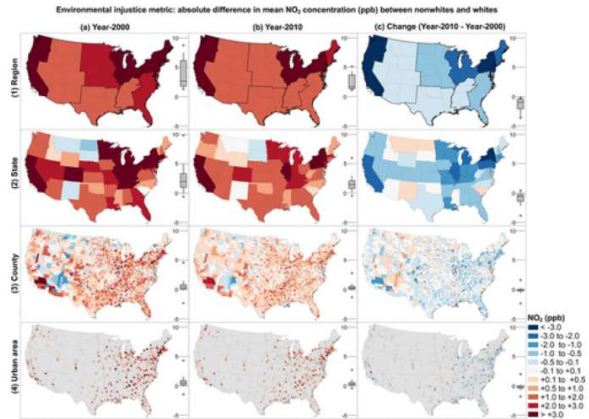 Environmental injustice metric: absolute difference in mean NO₂ concentration (ppb) between nonwhites and whites
(a) Year-2000 (b) Year-2010 (c) Change (Year-2010 - Year-2000)
(1) Region
(2) State
(3) County
(4) Urban area
10
5
0
-5
NO₂ (ppb)
< -3.0
-3.0 to -2.0
-2.0 to -1.0
-1.0 to -0.5
-0.5 to -0.1
-0.1 to +0.1
+0.1 to +0.5
+0.5 to +1.0
+1.0 to +2.0
+2.0 to +3.0
> +3.0